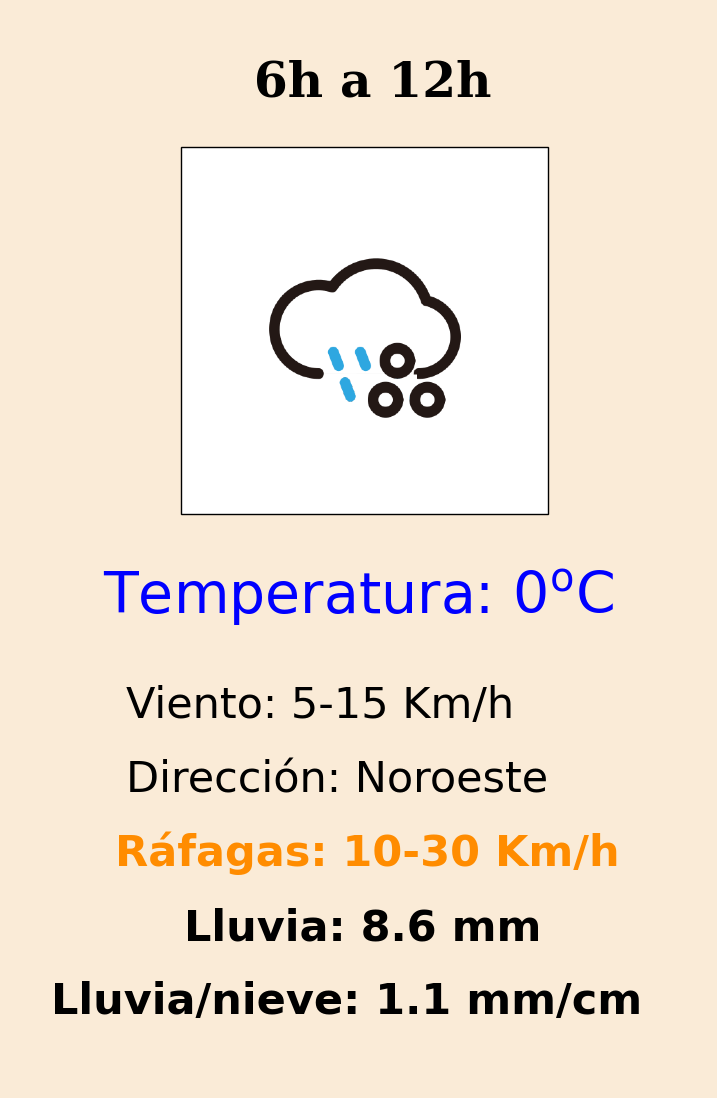 6h a 12h
Temperatura: 0ºC
Viento: 5-15 Km/h
Dirección: Noroeste
Ráfagas: 10-30 Km/h
Lluvia: 8.6 mm
Lluvia/nieve: 1.1 mm/cm